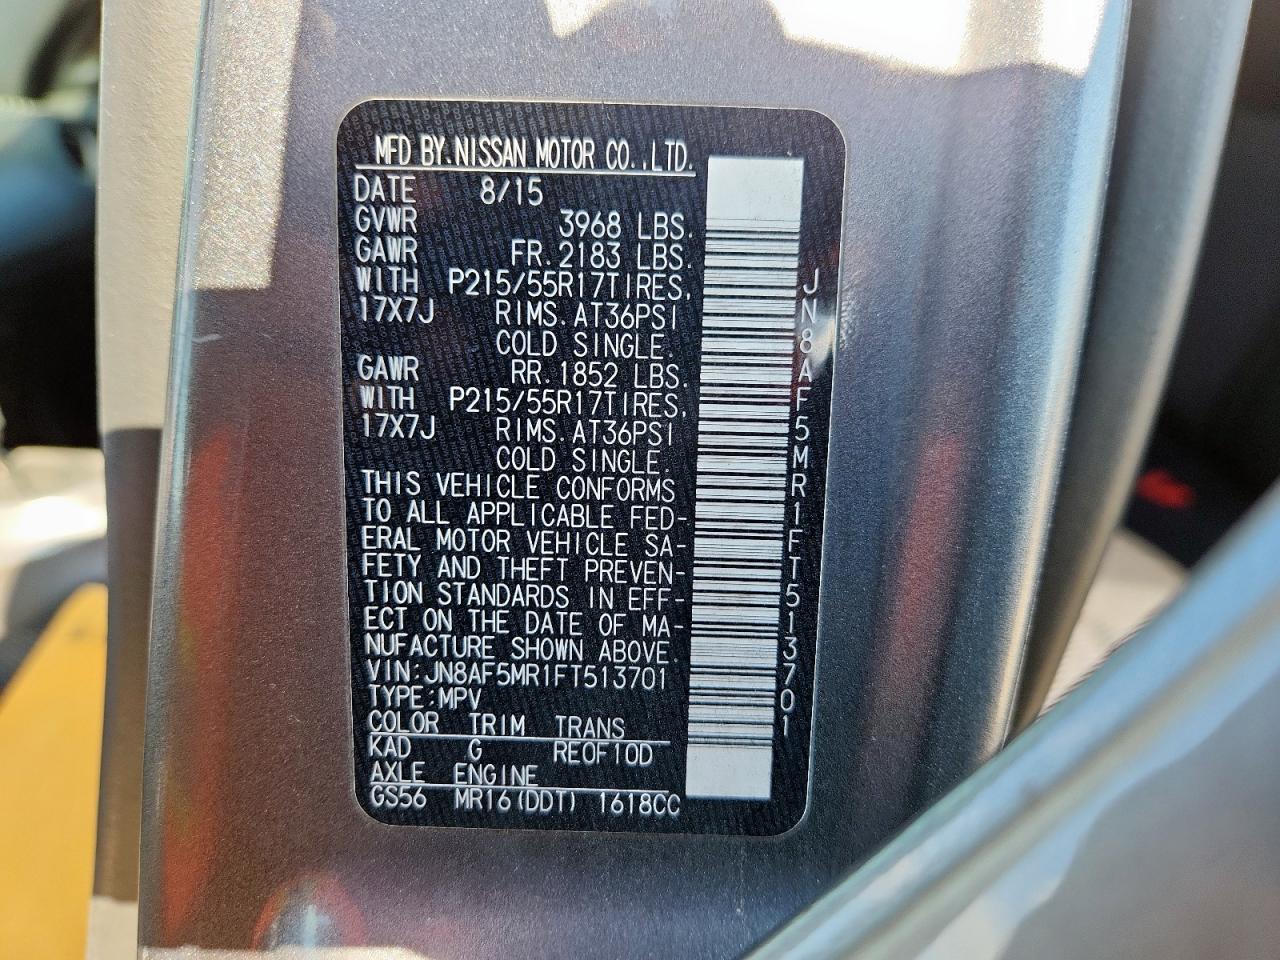 MFD BY.NISSAN MOTOR CO.,LTD.
DATE 8/15
GVWR 3968 LBS.
GAWR FR.2183 LBS.
WITH P215/55R17TIRES,
17X7J RIMS.AT36PSI
COLD SINGLE.
GAWR RR.1852 LBS.
WITH P215/55R17TIRES,
17X7J RIMS.AT36PSI
COLD SINGLE.
THIS VEHICLE CONFORMS
TO ALL APPLICABLE FED-
ERAL MOTOR VEHICLE SA-
FETY AND THEFT PREVEN-
TION STANDARDS IN EFF-
ECT ON THE DATE OF MA-
NUFACTURE SHOWN ABOVE.
VIN:JN8AF5MR1FT513701
TYPE:MPV
COLOR TRIM TRANS
KAD G RE0F10D
AXLE ENGINE
GS56 MR16(DDT) 1618CC
JN8AF5MR1FT513701